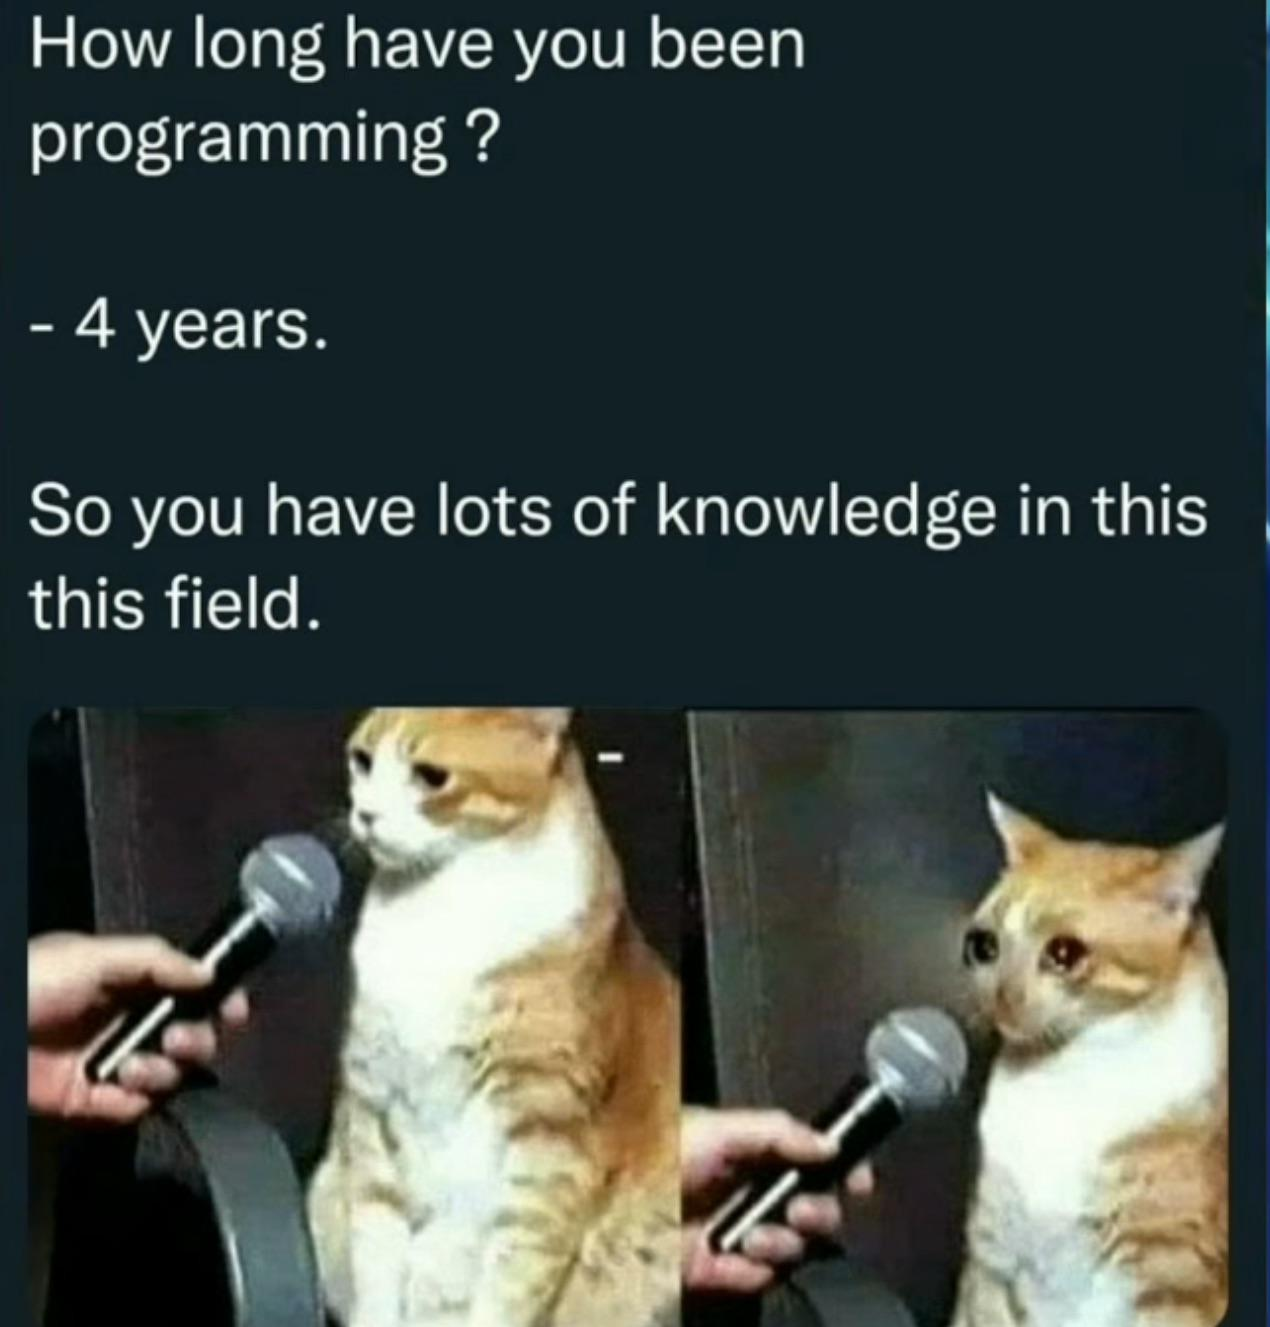 How long have you been
programming ?
- 4 years.
So you have lots of knowledge in this
this field.
-